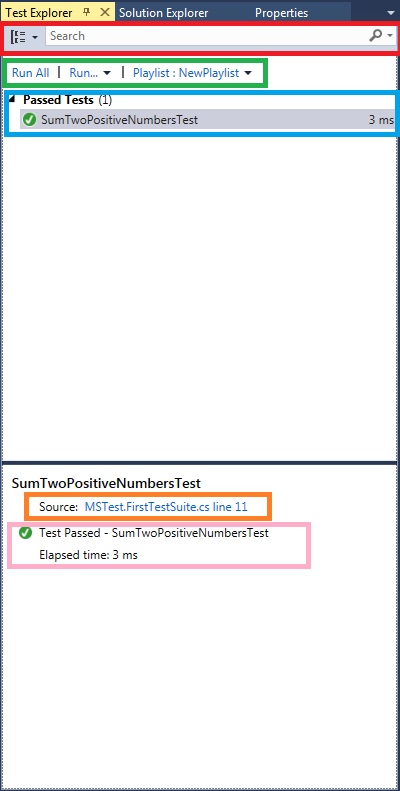 Test Explorer Solution Explorer Properties
Search
Run All | Run... | Playlist : NewPlaylist
Passed Tests (1)
SumTwoPositiveNumbersTest 3 ms
SumTwoPositiveNumbersTest
Source: MSTest.FirstTestSuite.cs line 11
Test Passed - SumTwoPositiveNumbersTest
Elapsed time: 3 ms